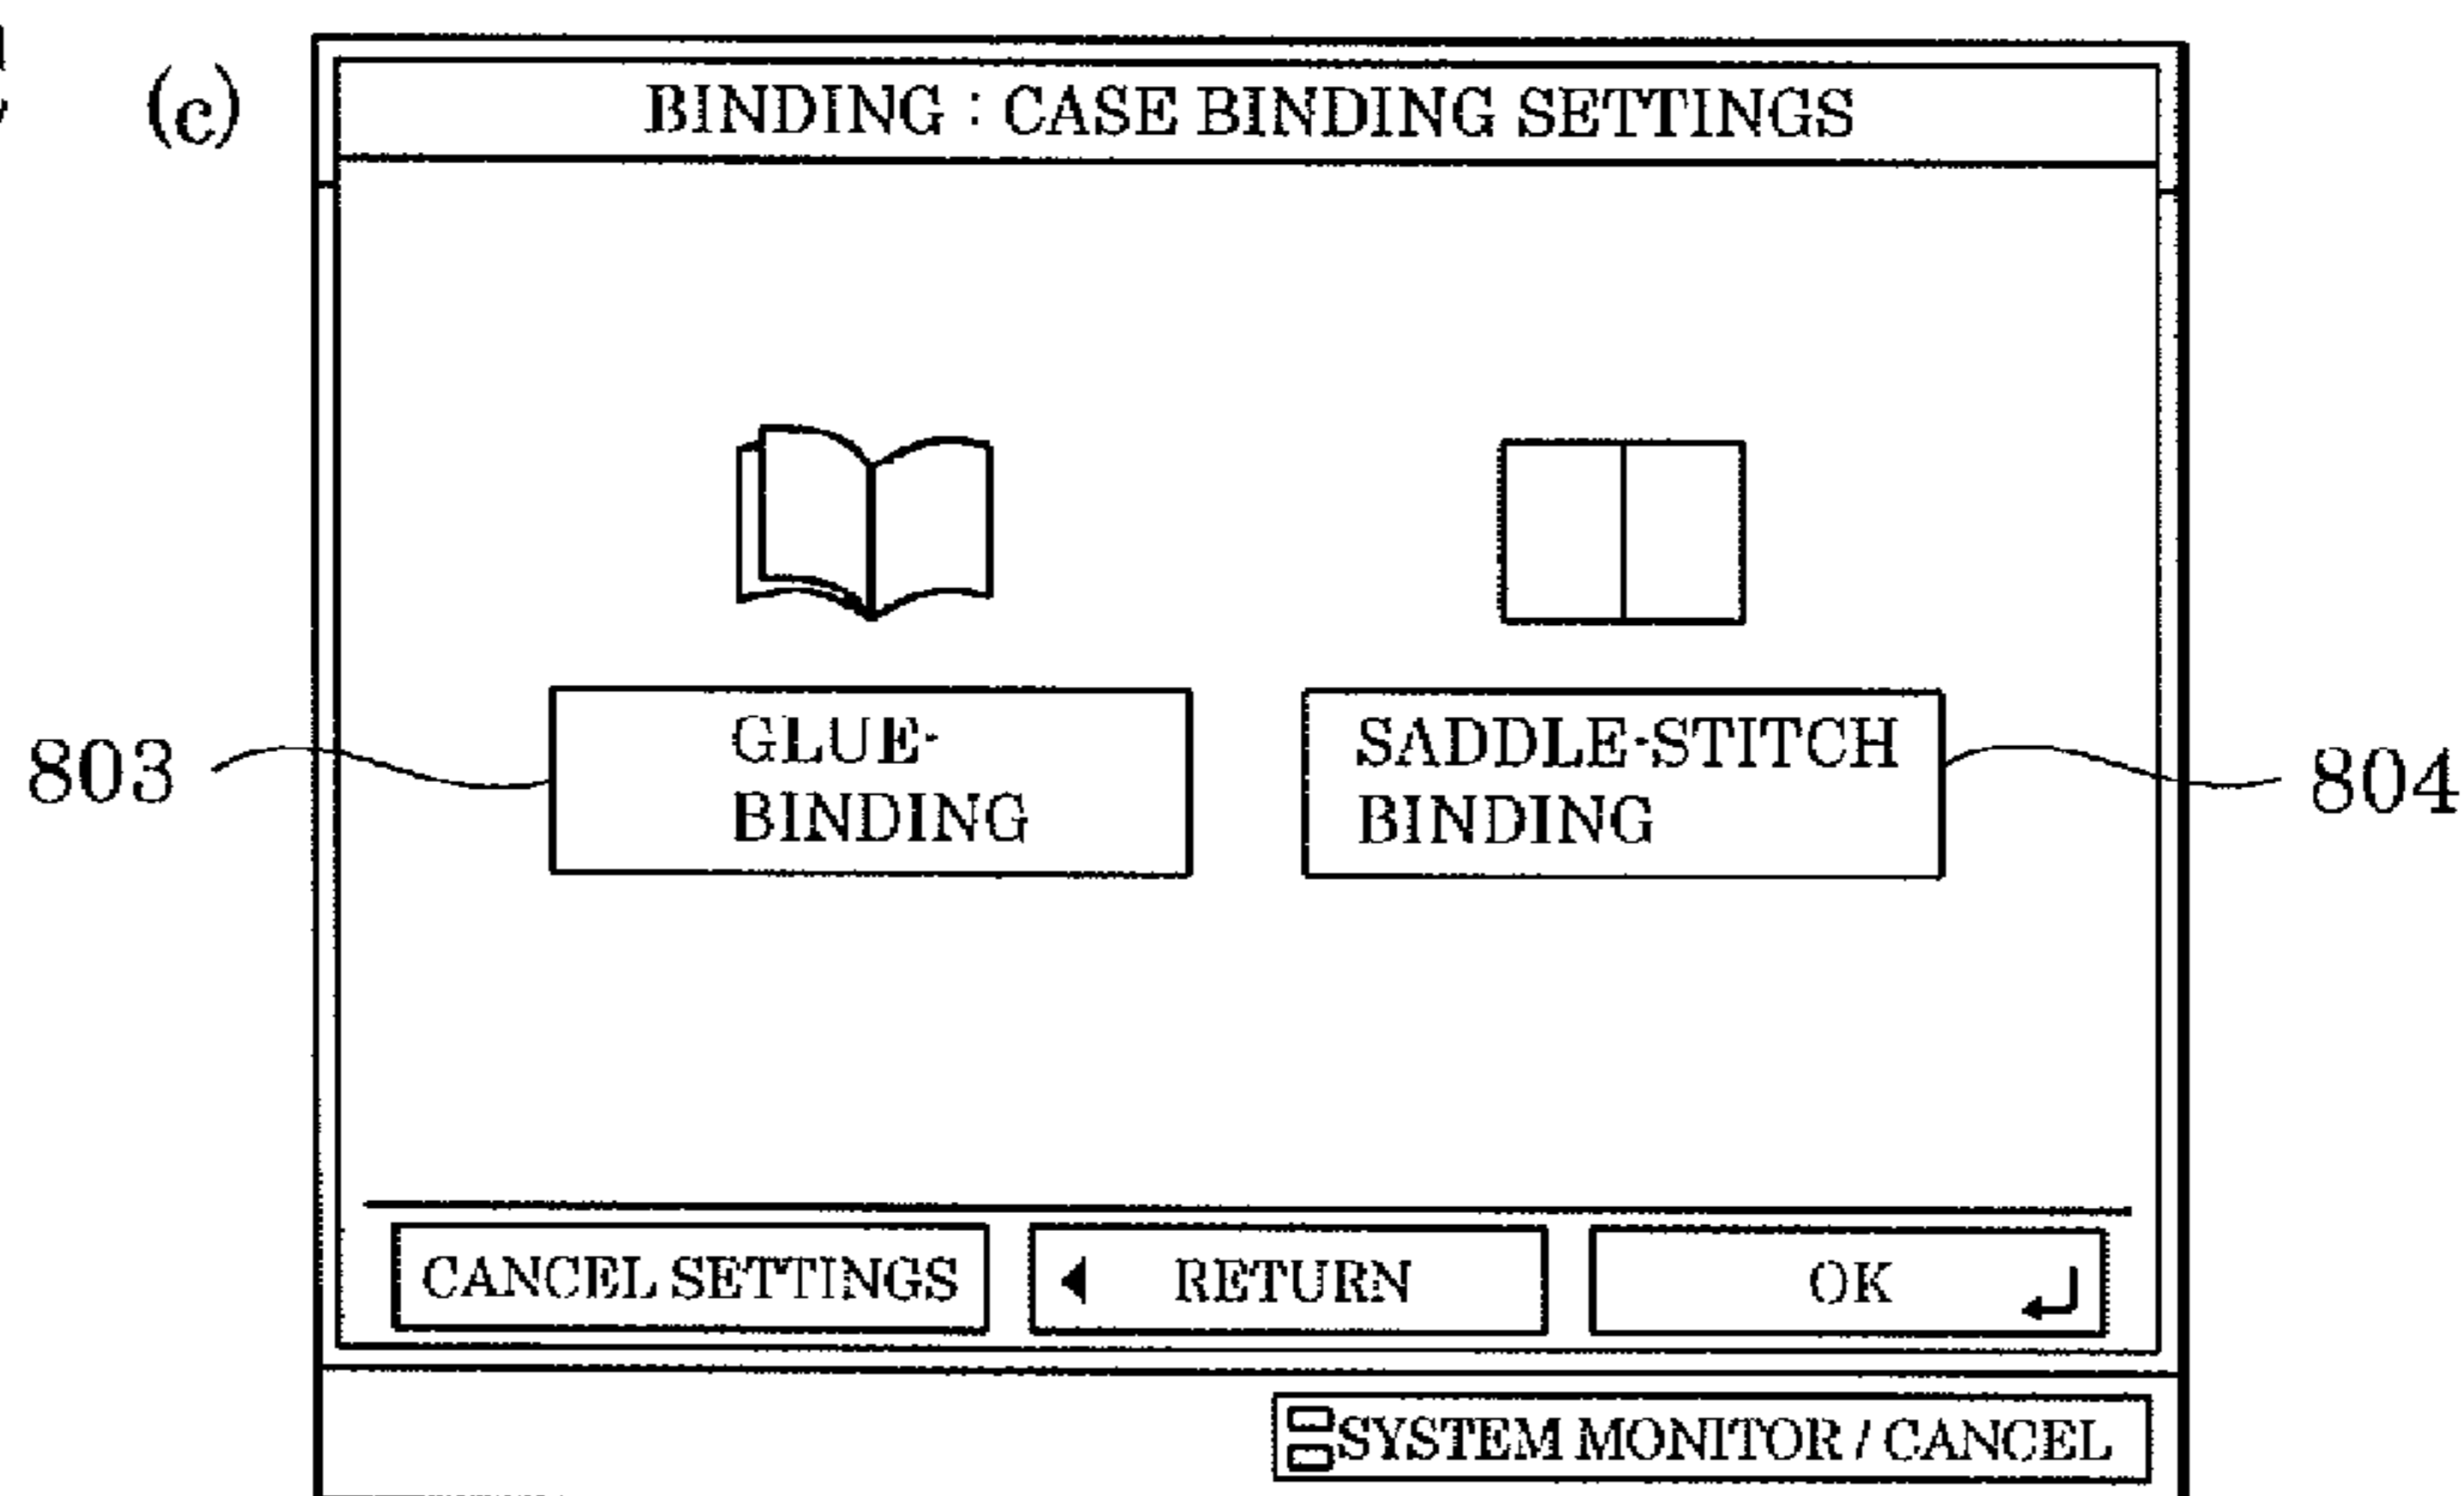 (c)
BINDING : CASE BINDING SETTINGS
803
GLUE-
BINDING
SADDLE-STITCH
BINDING
804
CANCEL SETTINGS
RETURN
OK
SYSTEM MONITOR / CANCEL